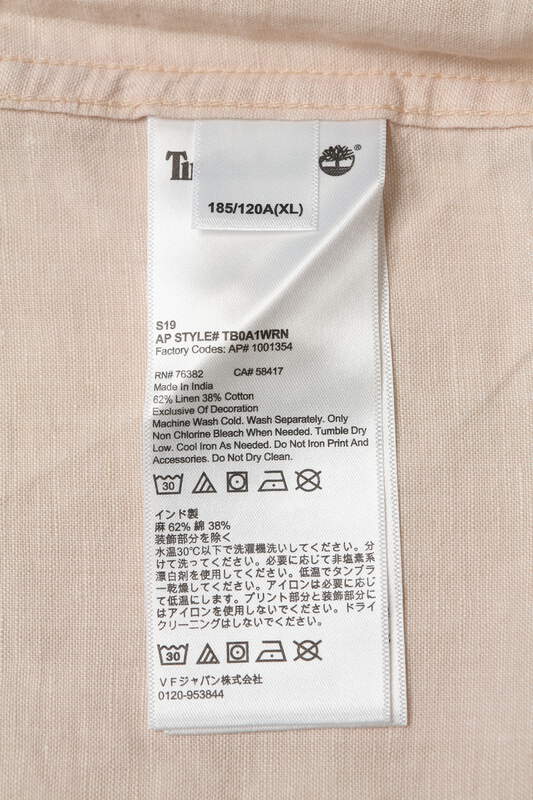 185/120A(XL)
S19
AP STYLE# TB0A1WRN
Factory Codes: AP# 1001354
RN# 76382 CA# 58417
Made In India
62% Linen 38% Cotton
Exclusive Of Decoration
Machine Wash Cold. Wash Separately. Only
Non Chlorine Bleach When Needed. Tumble Dry
Low. Cool Iron As Needed. Do Not Iron Print And
Accessories. Do Not Dry Clean.
30
インド製
麻 62% 綿 38%
装飾部分を除く
水温30℃以下で洗濯機洗いしてください。分
けて洗ってください。必要に応じて非塩素系
漂白剤を使用してください。低温でタンブラ
ー乾燥してください。アイロンは必要に応じ
て低温にします。プリント部分と装飾部分に
はアイロンを使用しないでください。ドライ
クリーニングはしないでください。
30
VFジャパン株式会社
0120-953844